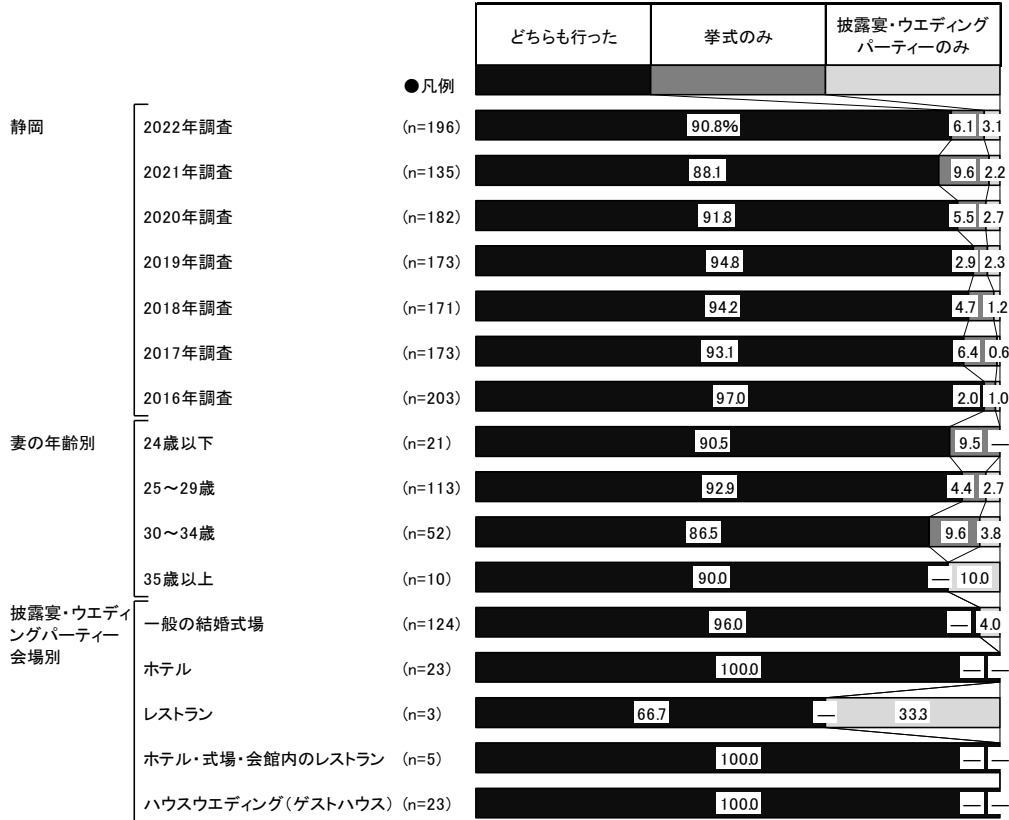 どちらも行った 挙式のみ 披露宴・ウエディング
パーティーのみ
●凡例
静岡 2022年調査 (n=196) 90.8% 6.1 3.1
2021年調査 (n=135) 88.1 9.6 2.2
2020年調査 (n=182) 91.8 5.5 2.7
2019年調査 (n=173) 94.8 2.9 2.3
2018年調査 (n=171) 94.2 4.7 1.2
2017年調査 (n=173) 93.1 6.4 0.6
2016年調査 (n=203) 97.0 2.0 1.0
妻の年齢別 24歳以下 (n=21) 90.5 9.5 —
25～29歳 (n=113) 92.9 4.4 2.7
30～34歳 (n=52) 86.5 9.6 3.8
35歳以上 (n=10) 90.0 — 10.0
披露宴・ウエディ
ングパーティー
会場別
一般の結婚式場 (n=124) 96.0 — 4.0
ホテル (n=23) 100.0 — —
レストラン (n=3) 66.7 — 33.3
ホテル・式場・会館内のレストラン (n=5) 100.0 — —
ハウスウエディング(ゲストハウス) (n=23) 100.0 — —